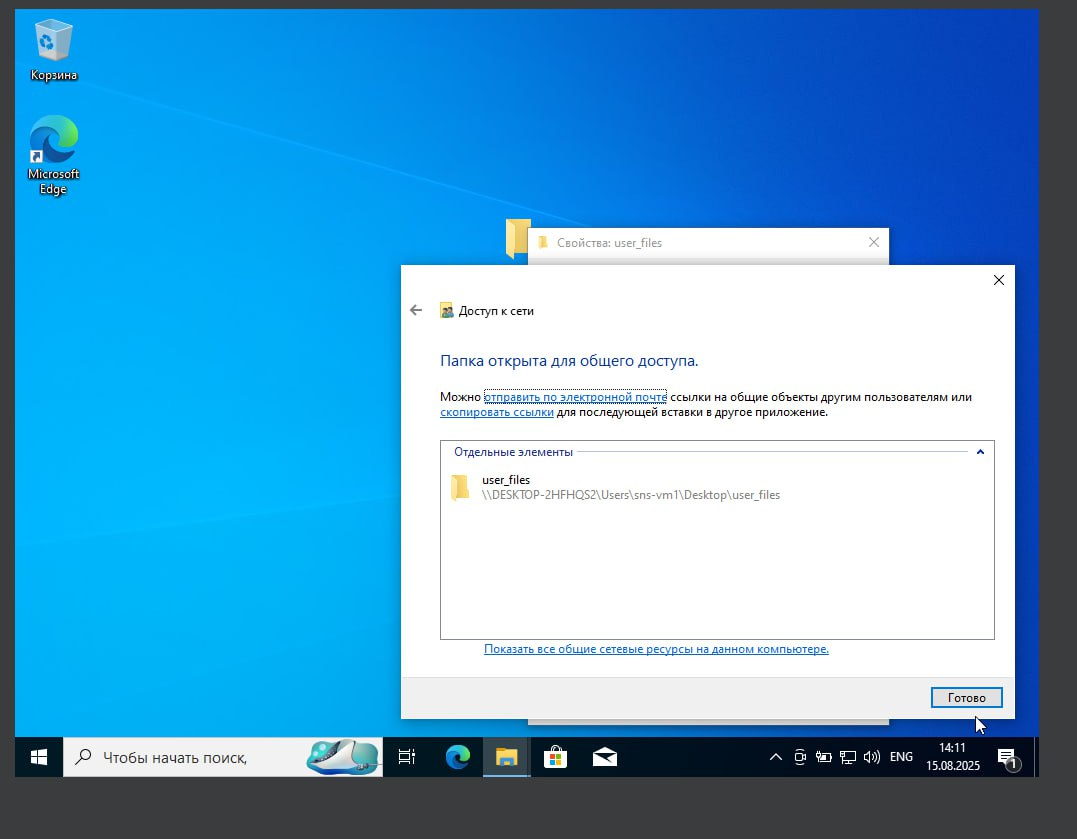 Корзина
Microsoft
Edge
Свойства: user_files
Доступ к сети
Папка открыта для общего доступа.
Можно отправить по электронной почте ссылки на общие объекты другим пользователям или
скопировать ссылки для последующей вставки в другое приложение.
Отдельные элементы
user_files
\\DESKTOP-2HFHQS2\Users\sns-vm1\Desktop\user_files
Показать все общие сетевые ресурсы на данном компьютере.
Готово
Чтобы начать поиск,
ENG
14:11
15.08.2025
1